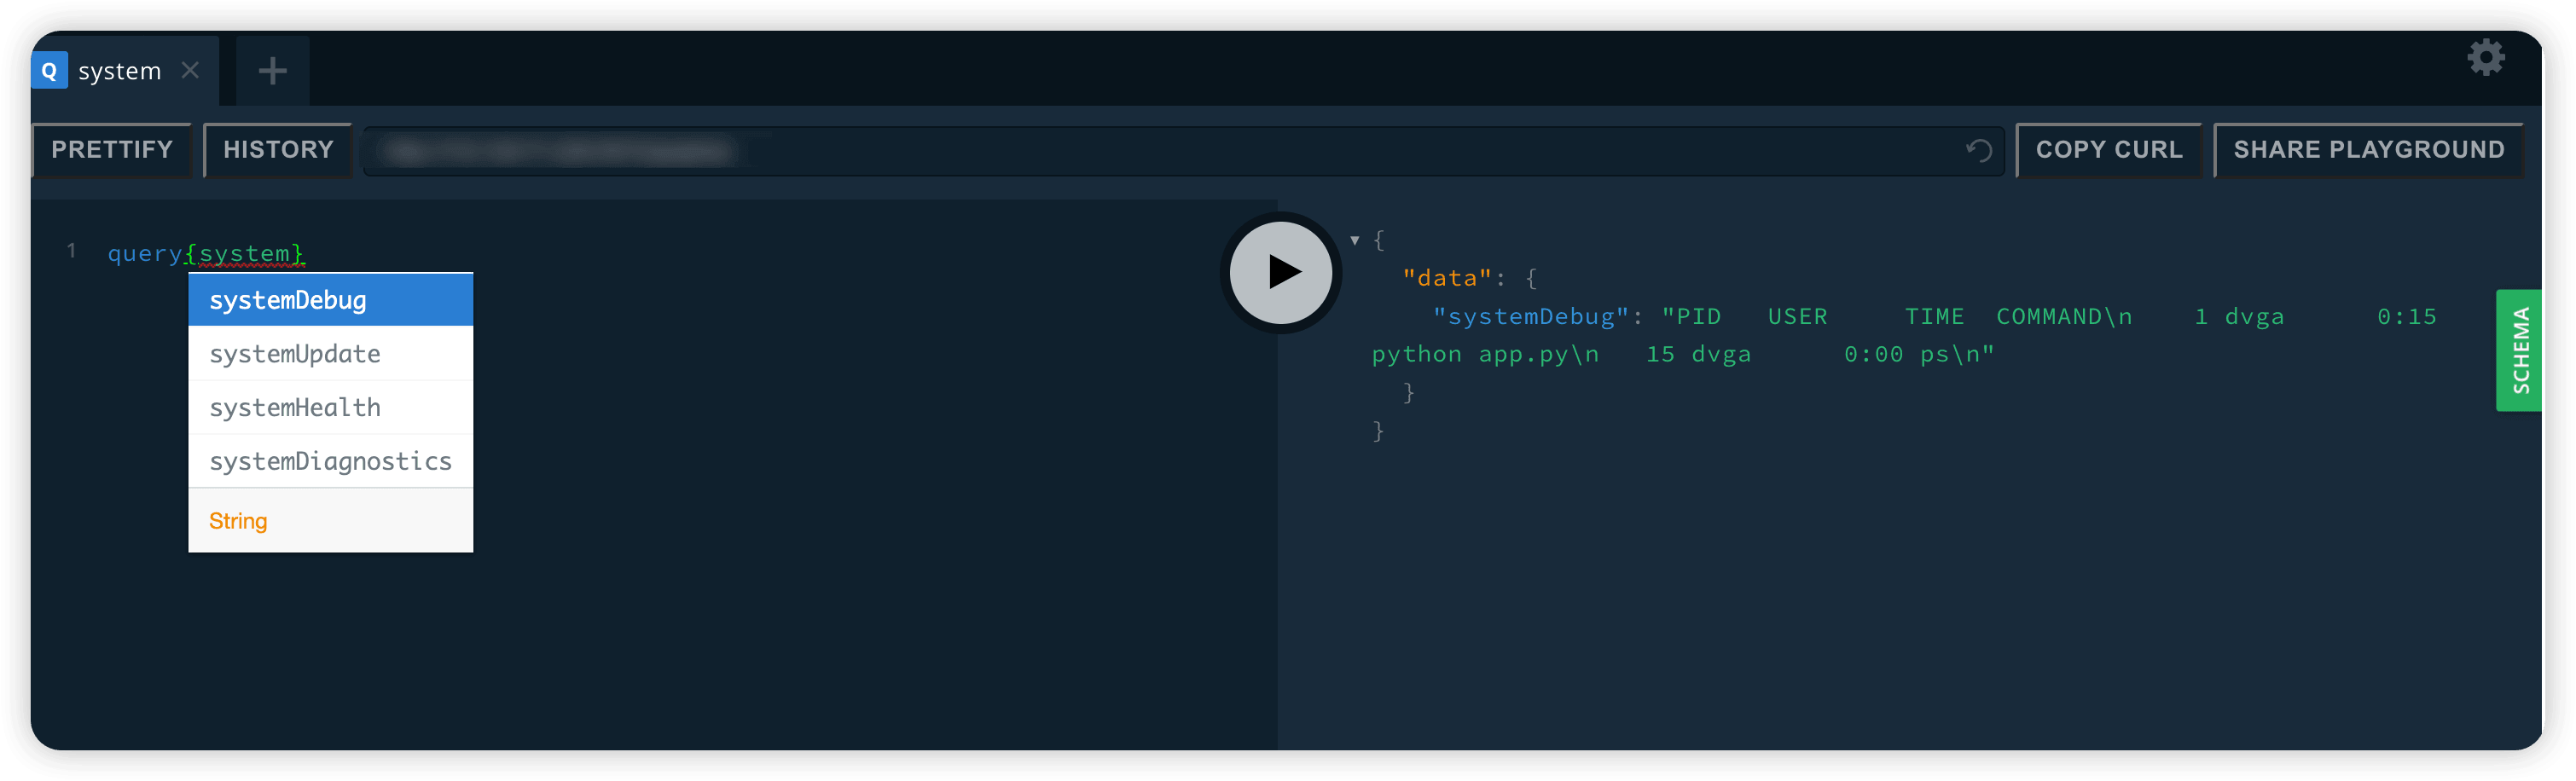 Q system
PRETTIFY HISTORY COPY CURL SHARE PLAYGROUND
1 query{system}
systemDebug
systemUpdate
systemHealth
systemDiagnostics
String
{
"data": {
"systemDebug": "PID   USER     TIME  COMMAND\n    1 dvga      0:15
python app.py\n   15 dvga      0:00 ps\n"
}
}
SCHEMA